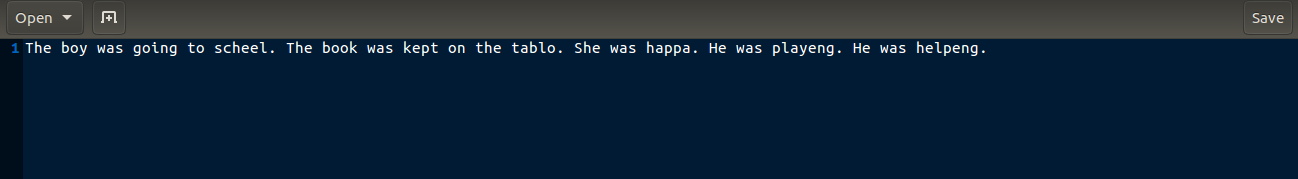 Open Save
1 The boy was going to scheel. The book was kept on the tablo. She was happa. He was playeng. He was helpeng.